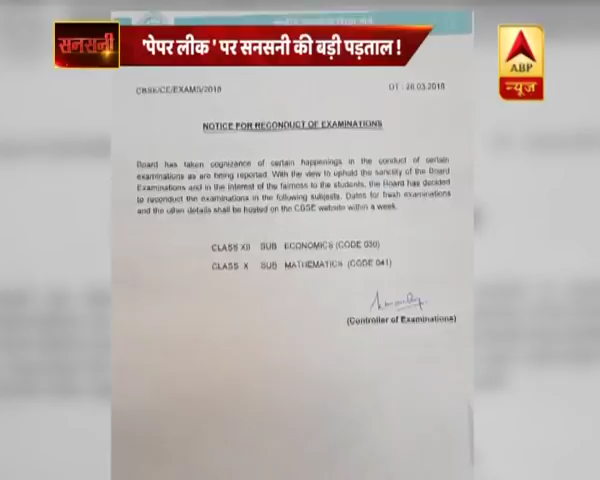 सनसनी
'पेपर लीक' पर सनसनी की बड़ी पड़ताल !
ABP
न्यूज़
CBSE/CE/EXAMS/2018
DT : 28.03.2018
NOTICE FOR RECONDUCT OF EXAMINATIONS
Board has taken cognizance of certain happenings in the conduct of certain
examinations as are being reported. With the view to uphold the sanctity of the Board
Examinations and in the interest of the fairness to the students, the Board has decided
to reconduct the examinations in the following subjects. Dates for fresh examinations
and the other details shall be hosted on the CBSE website within a week.
CLASS XII SUB ECONOMICS (CODE 030)
CLASS X SUB MATHEMATICS (CODE 041)
(Controller of Examinations)